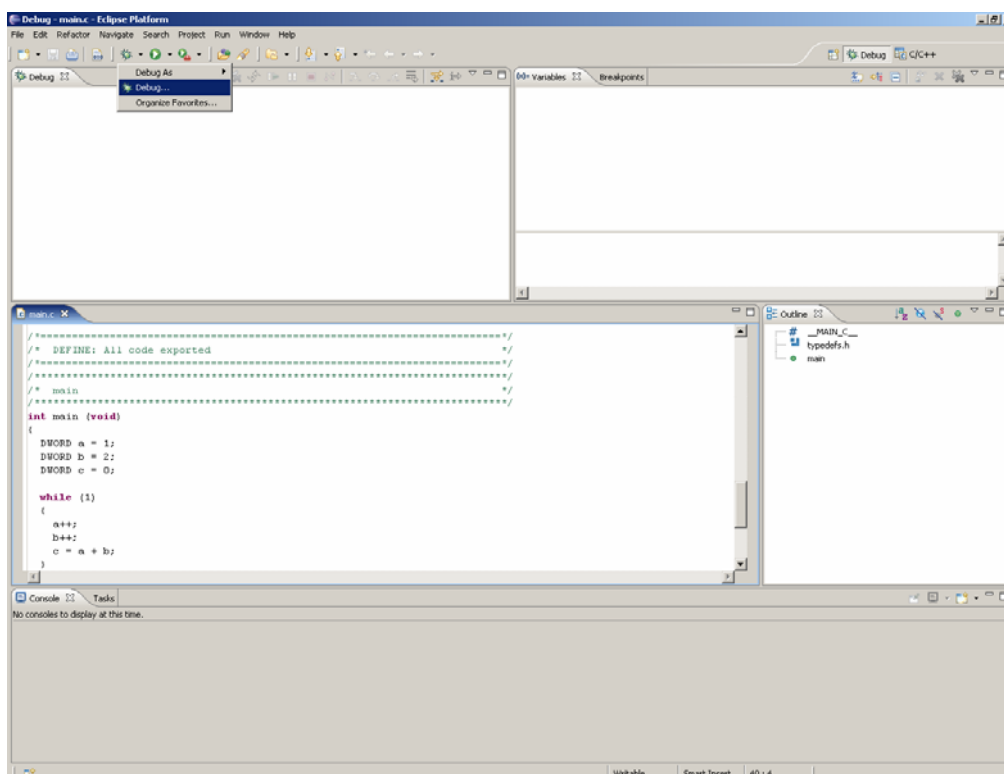 Debug - main.c - Eclipse Platform
File Edit Refactor Navigate Search Project Run Window Help
Debug C/C++
Debug
Debug As
Debug...
Organize Favorites...
Variables Breakpoints
main.c
/*===========================================================================*/
/* DEFINE: All code exported */
/*===========================================================================*/
/*****************************************************************************/
/* main */
/*****************************************************************************/
int main (void)
{
DWORD a = 1;
DWORD b = 2;
DWORD c = 0;
while (1)
{
a++;
b++;
c = a + b;
}
Outline
# __MAIN_C__
typedefs.h
main
Console Tasks
No consoles to display at this time.
Writable Smart Insert